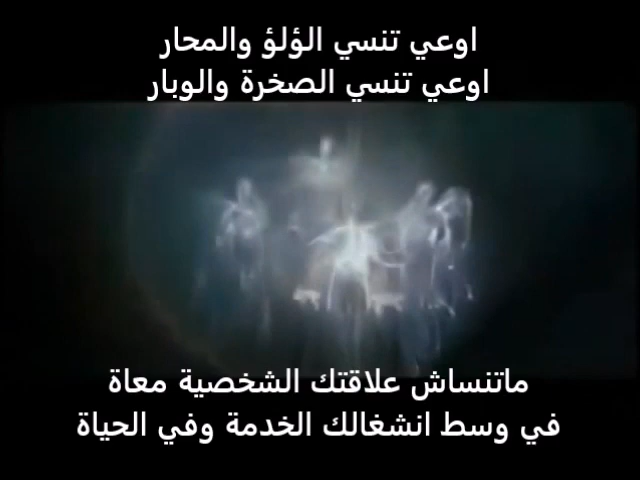 اوعي تنسي الؤلؤ والمحار
اوعي تنسي الصخرة والوبار
ماتنساش علاقتك الشخصية معاة
في وسط انشغالك الخدمة وفي الحياة